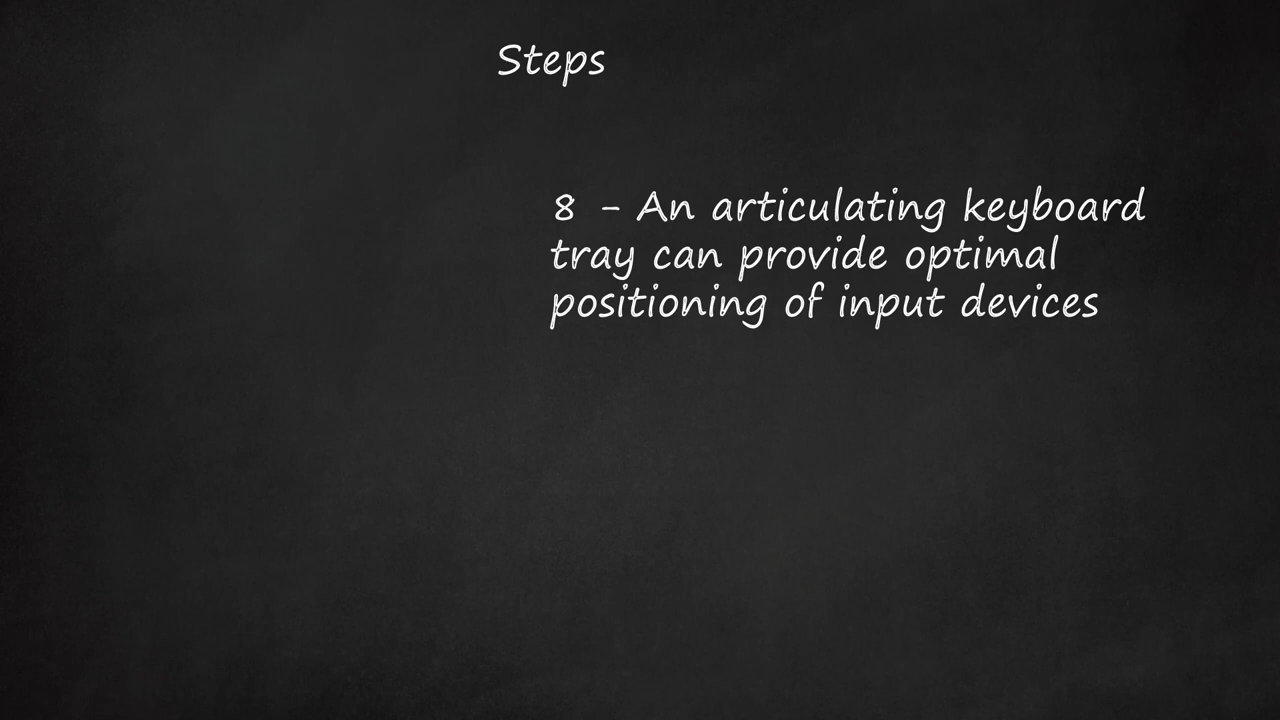 Steps
8 - An articulating keyboard
tray can provide optimal
positioning of input devices